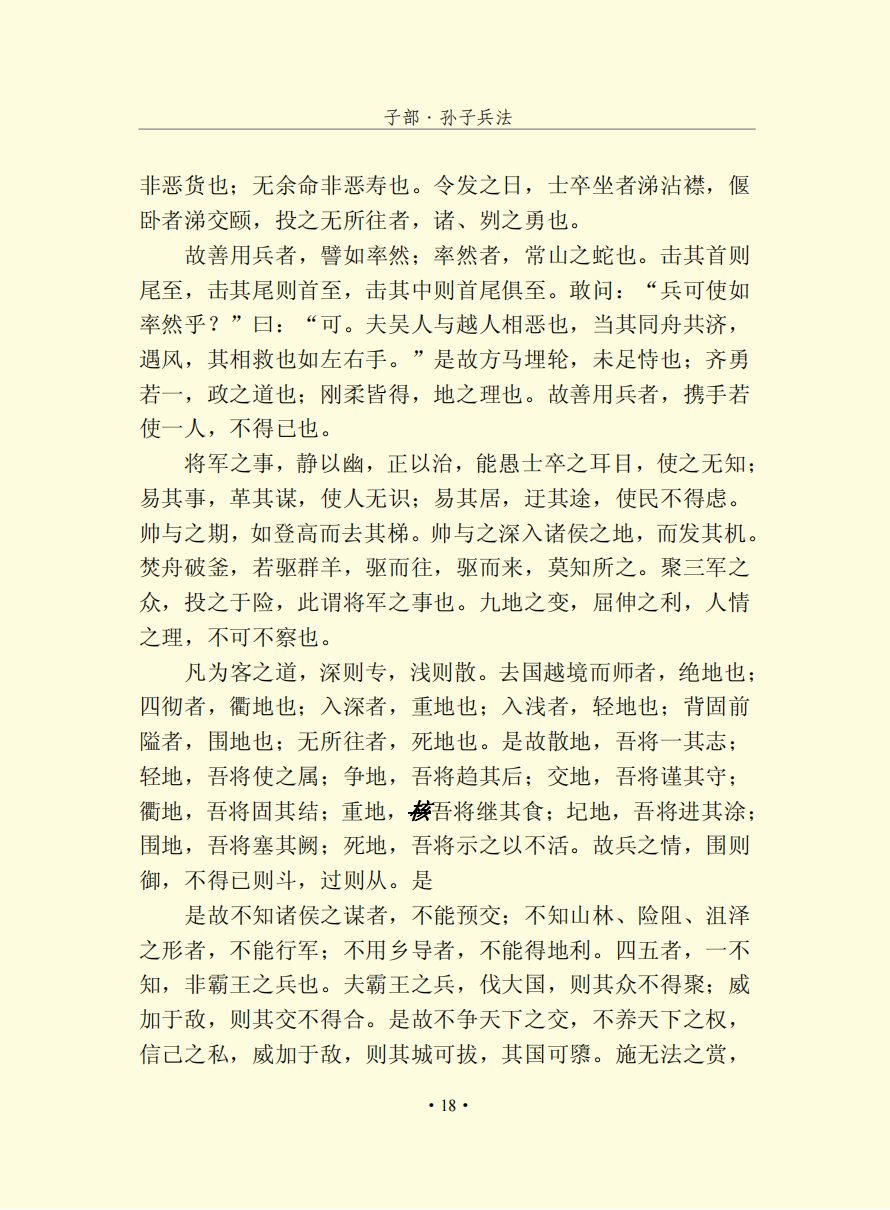 子部·孙子兵法
非恶货也；无余命非恶寿也。令发之日，士卒坐者涕沾襟，偃
卧者涕交颐，投之无所往者，诸、刿之勇也。
故善用兵者，譬如率然；率然者，常山之蛇也。击其首则
尾至，击其尾则首至，击其中则首尾俱至。敢问：“兵可使如
率然乎？”曰：“可。夫吴人与越人相恶也，当其同舟共济，
遇风，其相救也如左右手。”是故方马埋轮，未足恃也；齐勇
若一，政之道也；刚柔皆得，地之理也。故善用兵者，携手若
使一人，不得已也。
将军之事，静以幽，正以治，能愚士卒之耳目，使之无知；
易其事，革其谋，使人无识；易其居，迂其途，使民不得虑。
帅与之期，如登高而去其梯。帅与之深入诸侯之地，而发其机。
焚舟破釜，若驱群羊，驱而往，驱而来，莫知所之。聚三军之
众，投之于险，此谓将军之事也。九地之变，屈伸之利，人情
之理，不可不察也。
凡为客之道，深则专，浅则散。去国越境而师者，绝地也；
四彻者，衢地也；入深者，重地也；入浅者，轻地也；背固前
隘者，围地也；无所往者，死地也。是故散地，吾将一其志；
轻地，吾将使之属；争地，吾将趋其后；交地，吾将谨其守；
衢地，吾将固其结；重地，吾将继其食；圮地，吾将进其涂；
围地，吾将塞其阙；死地，吾将示之以不活。故兵之情，围则
御，不得已则斗，过则从。是
是故不知诸侯之谋者，不能预交；不知山林、险阻、沮泽
之形者，不能行军；不用乡导者，不能得地利。四五者，一不
知，非霸王之兵也。夫霸王之兵，伐大国，则其众不得聚；威
加于敌，则其交不得合。是故不争天下之交，不养天下之权，
信己之私，威加于敌，则其城可拔，其国可隳。施无法之赏，
·18·